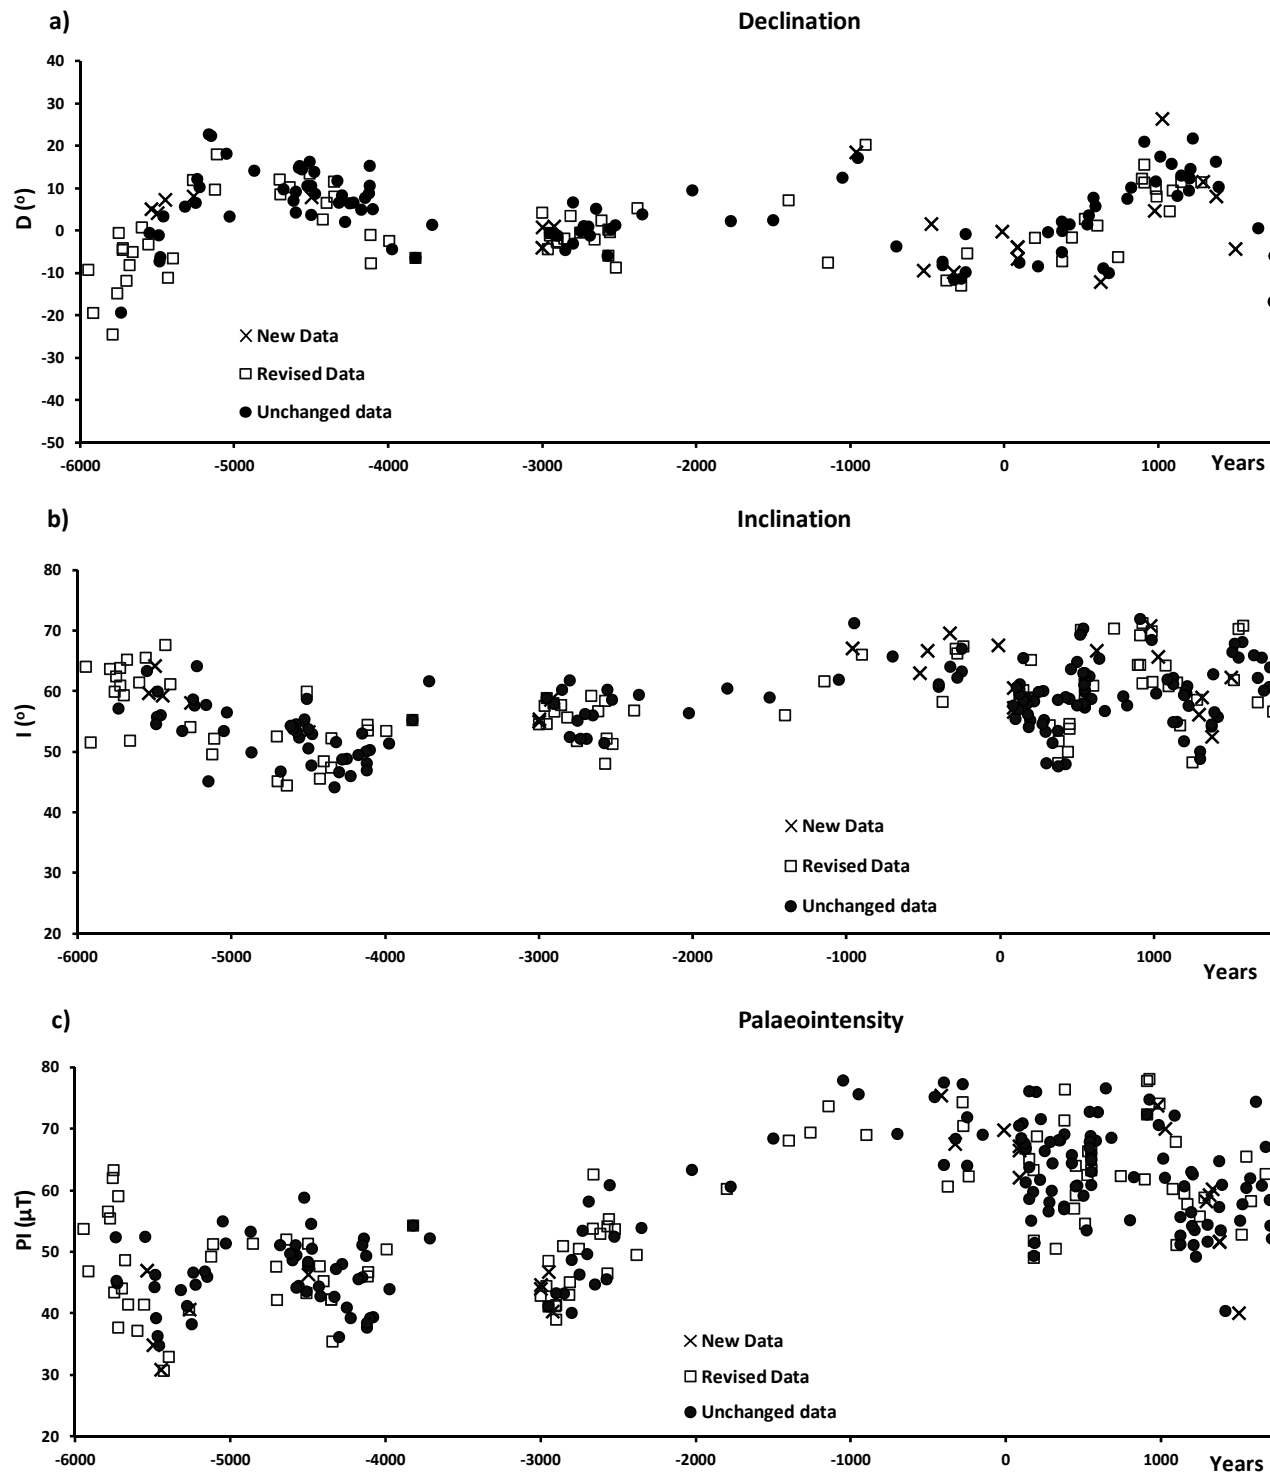 a)
Declination
40
30
20
10
0
-10
-20
-30
-40
-50
D (º)
New Data
Revised Data
Unchanged data
-6000 -5000 -4000 -3000 -2000 -1000 0 1000 Years
b)
Inclination
80
70
60
50
40
30
20
I (º)
New Data
Revised Data
Unchanged data
-6000 -5000 -4000 -3000 -2000 -1000 0 1000
Years
c)
Palaeointensity
80
70
60
50
40
30
20
PI (μT)
New Data
Revised Data
Unchanged data
-6000 -5000 -4000 -3000 -2000 -1000 0 1000
Years